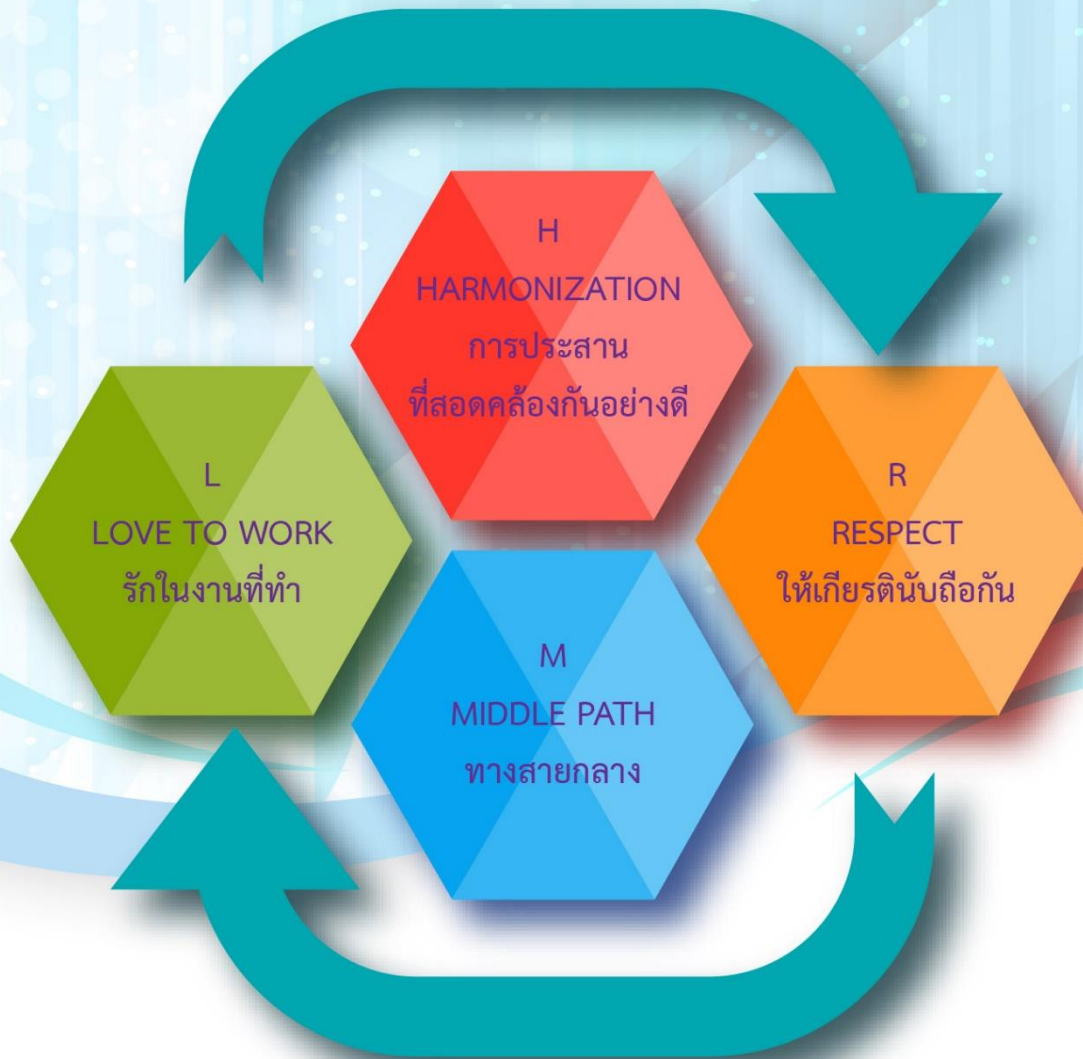 H
HARMONIZATION
การประสาน
ที่สอดคล้องกันอย่างดี
L
LOVE TO WORK
รักในงานที่ทำ
R
RESPECT
ให้เกียรตินับถือกัน
M
MIDDLE PATH
ทางสายกลาง